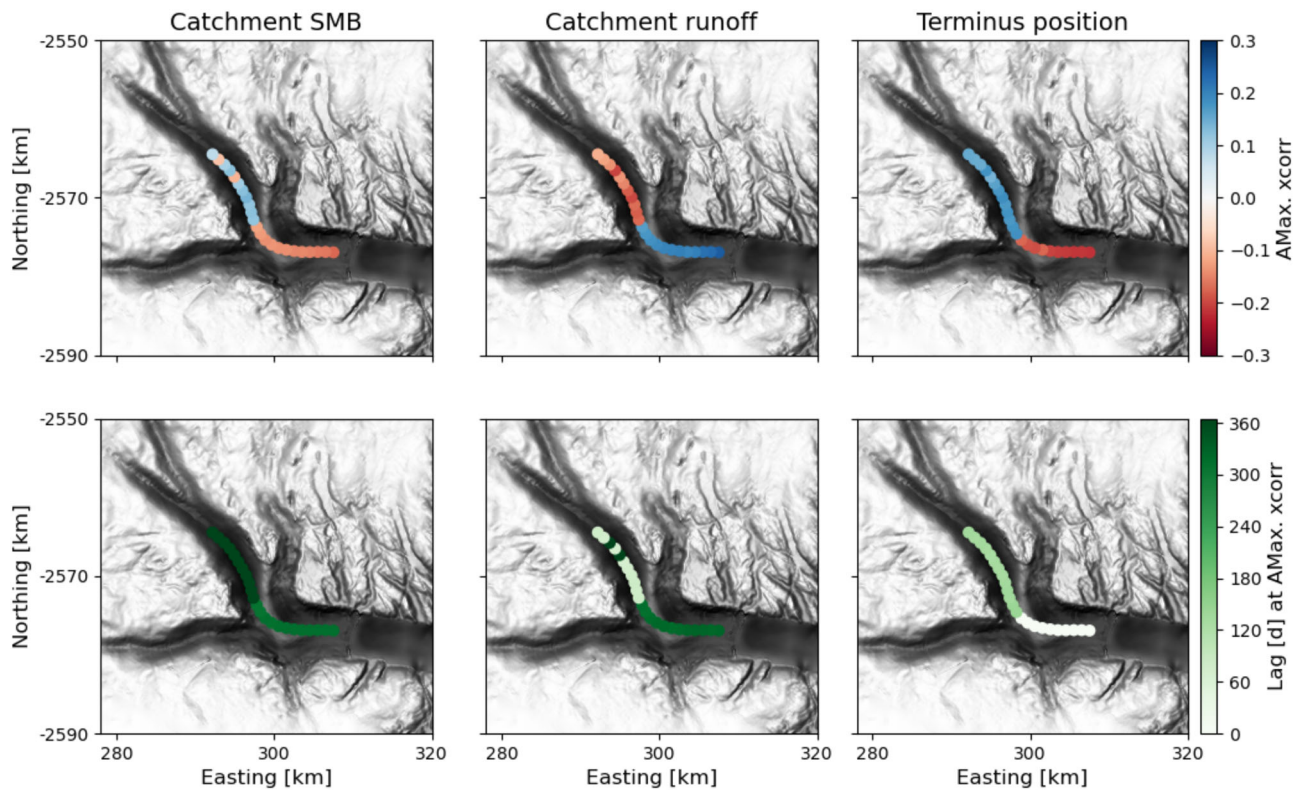 Catchment SMB
Catchment runoff
Terminus position
-2550
-2570
-2590
Northing [km]
0.3
0.2
0.1
0.0
−0.1
−0.2
−0.3
AMax. xcorr
-2550
-2570
-2590
Northing [km]
280 300 320
280 300 320
280 300 320
Easting [km]
Easting [km]
Easting [km]
360
300
240
180
120
60
0
Lag [d] at AMax. xcorr